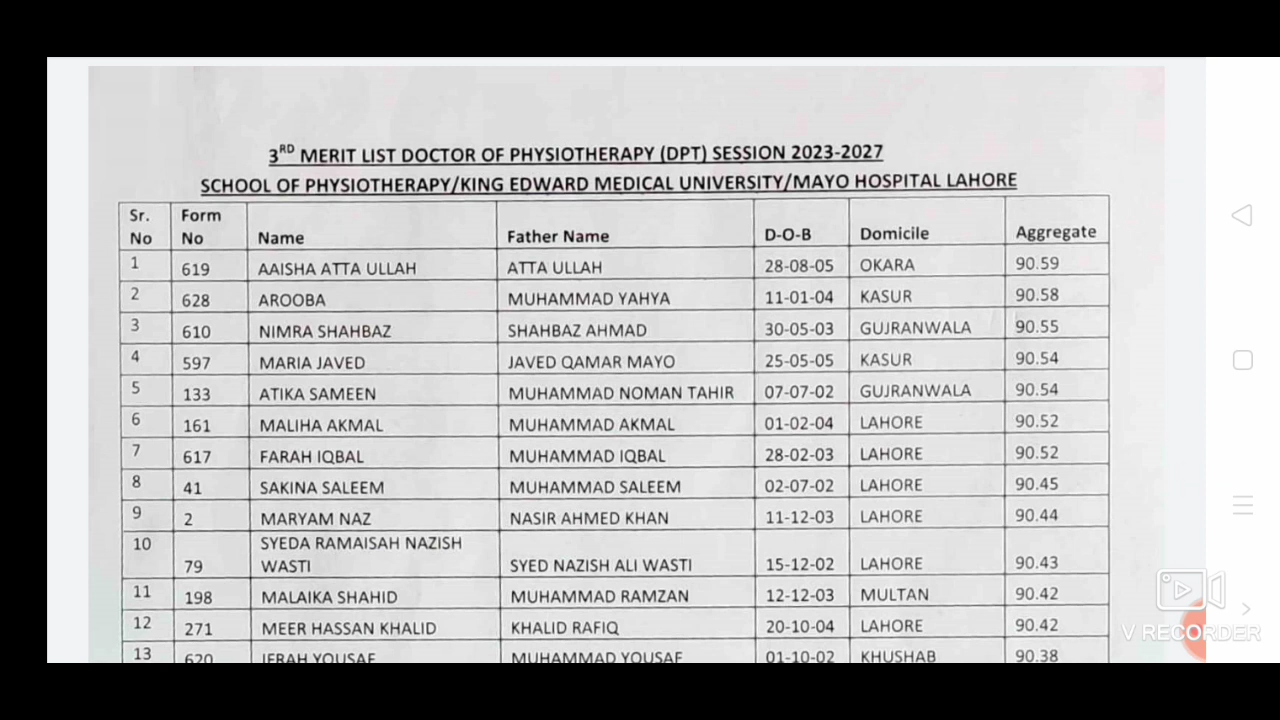 3RD MERIT LIST DOCTOR OF PHYSIOTHERAPY (DPT) SESSION 2023-2027
SCHOOL OF PHYSIOTHERAPY/KING EDWARD MEDICAL UNIVERSITY/MAYO HOSPITAL LAHORE
Sr. No Form No Name Father Name D-O-B Domicile Aggregate
1 619 AAISHA ATTA ULLAH ATTA ULLAH 28-08-05 OKARA 90.59
2 628 AROOBA MUHAMMAD YAHYA 11-01-04 KASUR 90.58
3 610 NIMRA SHAHBAZ SHAHBAZ AHMAD 30-05-03 GUJRANWALA 90.55
4 597 MARIA JAVED JAVED QAMAR MAYO 25-05-05 KASUR 90.54
5 133 ATIKA SAMEEN MUHAMMAD NOMAN TAHIR 07-07-02 GUJRANWALA 90.54
6 161 MALIHA AKMAL MUHAMMAD AKMAL 01-02-04 LAHORE 90.52
7 617 FARAH IQBAL MUHAMMAD IQBAL 28-02-03 LAHORE 90.52
8 41 SAKINA SALEEM MUHAMMAD SALEEM 02-07-02 LAHORE 90.45
9 2 MARYAM NAZ NASIR AHMED KHAN 11-12-03 LAHORE 90.44
10 79 SYEDA RAMAISAH NAZISH WASTI SYED NAZISH ALI WASTI 15-12-02 LAHORE 90.43
11 198 MALAIKA SHAHID MUHAMMAD RAMZAN 12-12-03 MULTAN 90.42
12 271 MEER HASSAN KHALID KHALID RAFIQ 20-10-04 LAHORE 90.42
13 620 IFRAH YOUSAF MUHAMMAD YOUSAF 01-10-02 KHUSHAB 90.38
V RECORDER